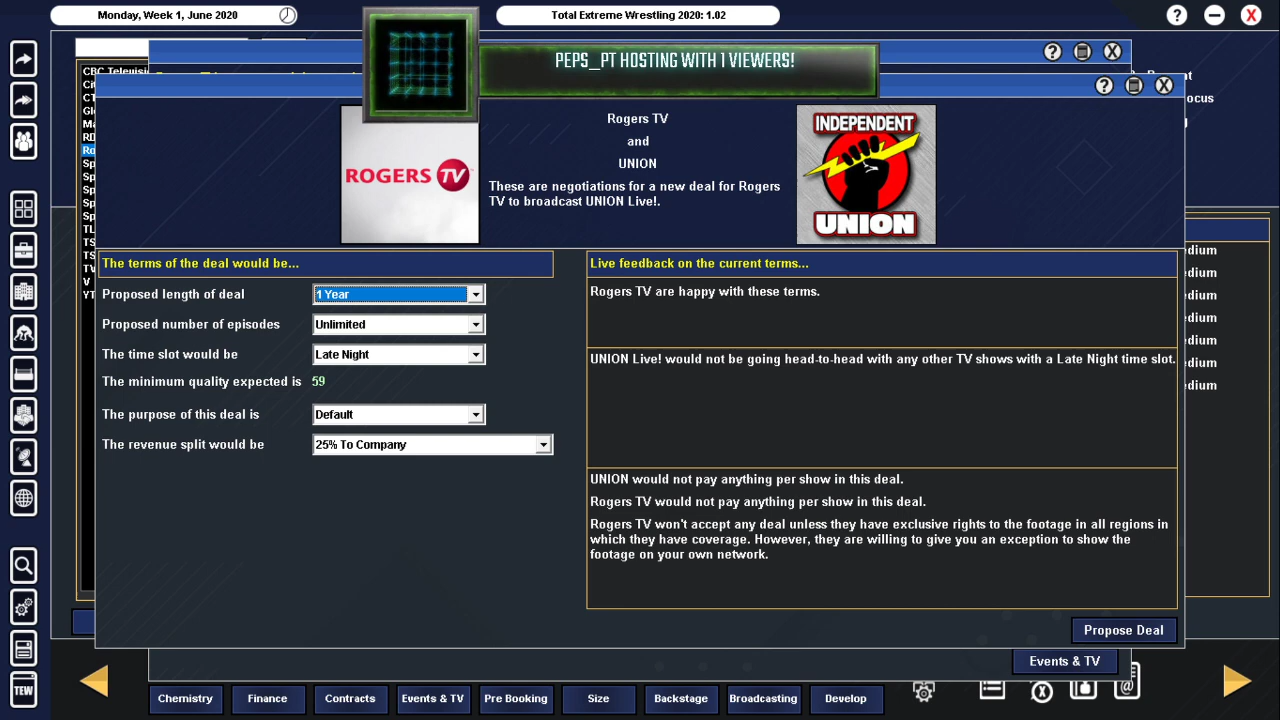 Monday, Week 1, June 2020
Total Extreme Wrestling 2020: 1.02
PEPS_PT HOSTING WITH 1 VIEWERS!
CBC Televisi
Rogers TV
and
UNION
These are negotiations for a new deal for Rogers
TV to broadcast UNION Live!.
ROGERS TV
INDEPENDENT
UNION
The terms of the deal would be...
Proposed length of deal
1 Year
Proposed number of episodes
Unlimited
The time slot would be
Late Night
The minimum quality expected is
59
The purpose of this deal is
Default
The revenue split would be
25% To Company
Live feedback on the current terms...
Rogers TV are happy with these terms.
UNION Live! would not be going head-to-head with any other TV shows with a Late Night time slot.
UNION would not pay anything per show in this deal.
Rogers TV would not pay anything per show in this deal.
Rogers TV won't accept any deal unless they have exclusive rights to the footage in all regions in
which they have coverage. However, they are willing to give you an exception to show the
footage on your own network.
Propose Deal
Events & TV
Chemistry
Finance
Contracts
Events & TV
Pre Booking
Size
Backstage
Broadcasting
Develop
TEW